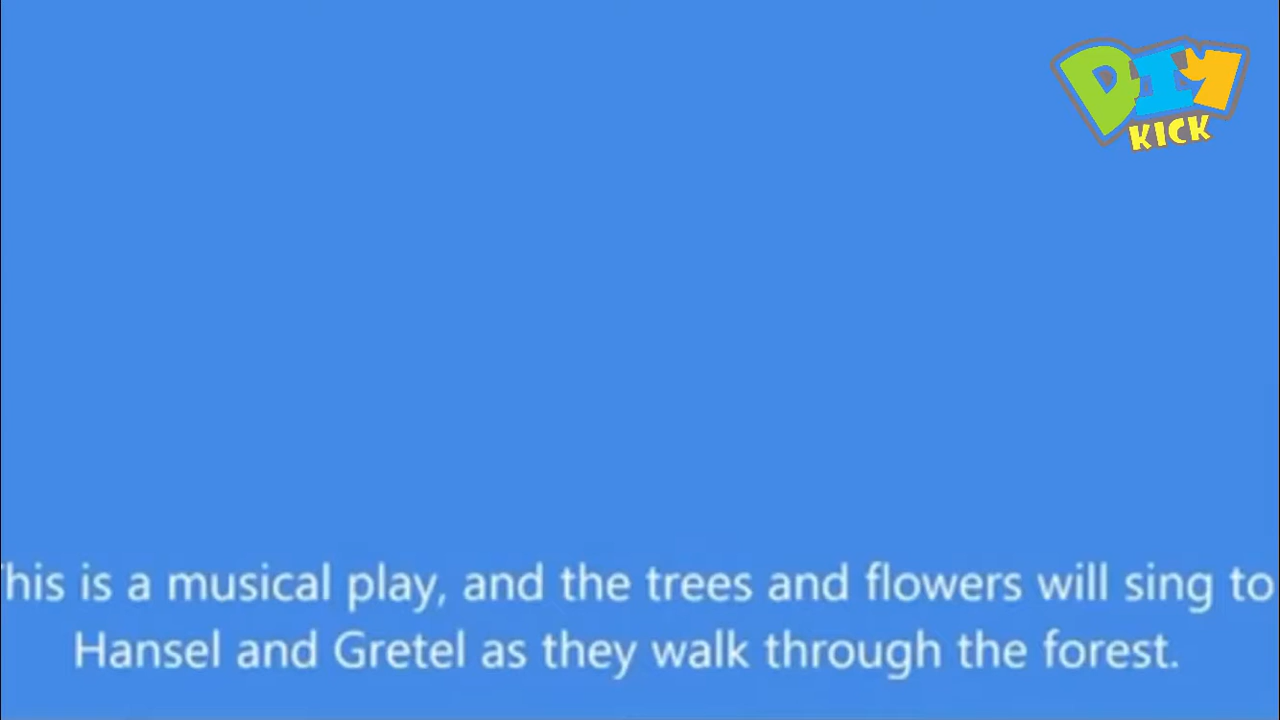 DIY
KICK
This is a musical play, and the trees and flowers will sing to
Hansel and Gretel as they walk through the forest.